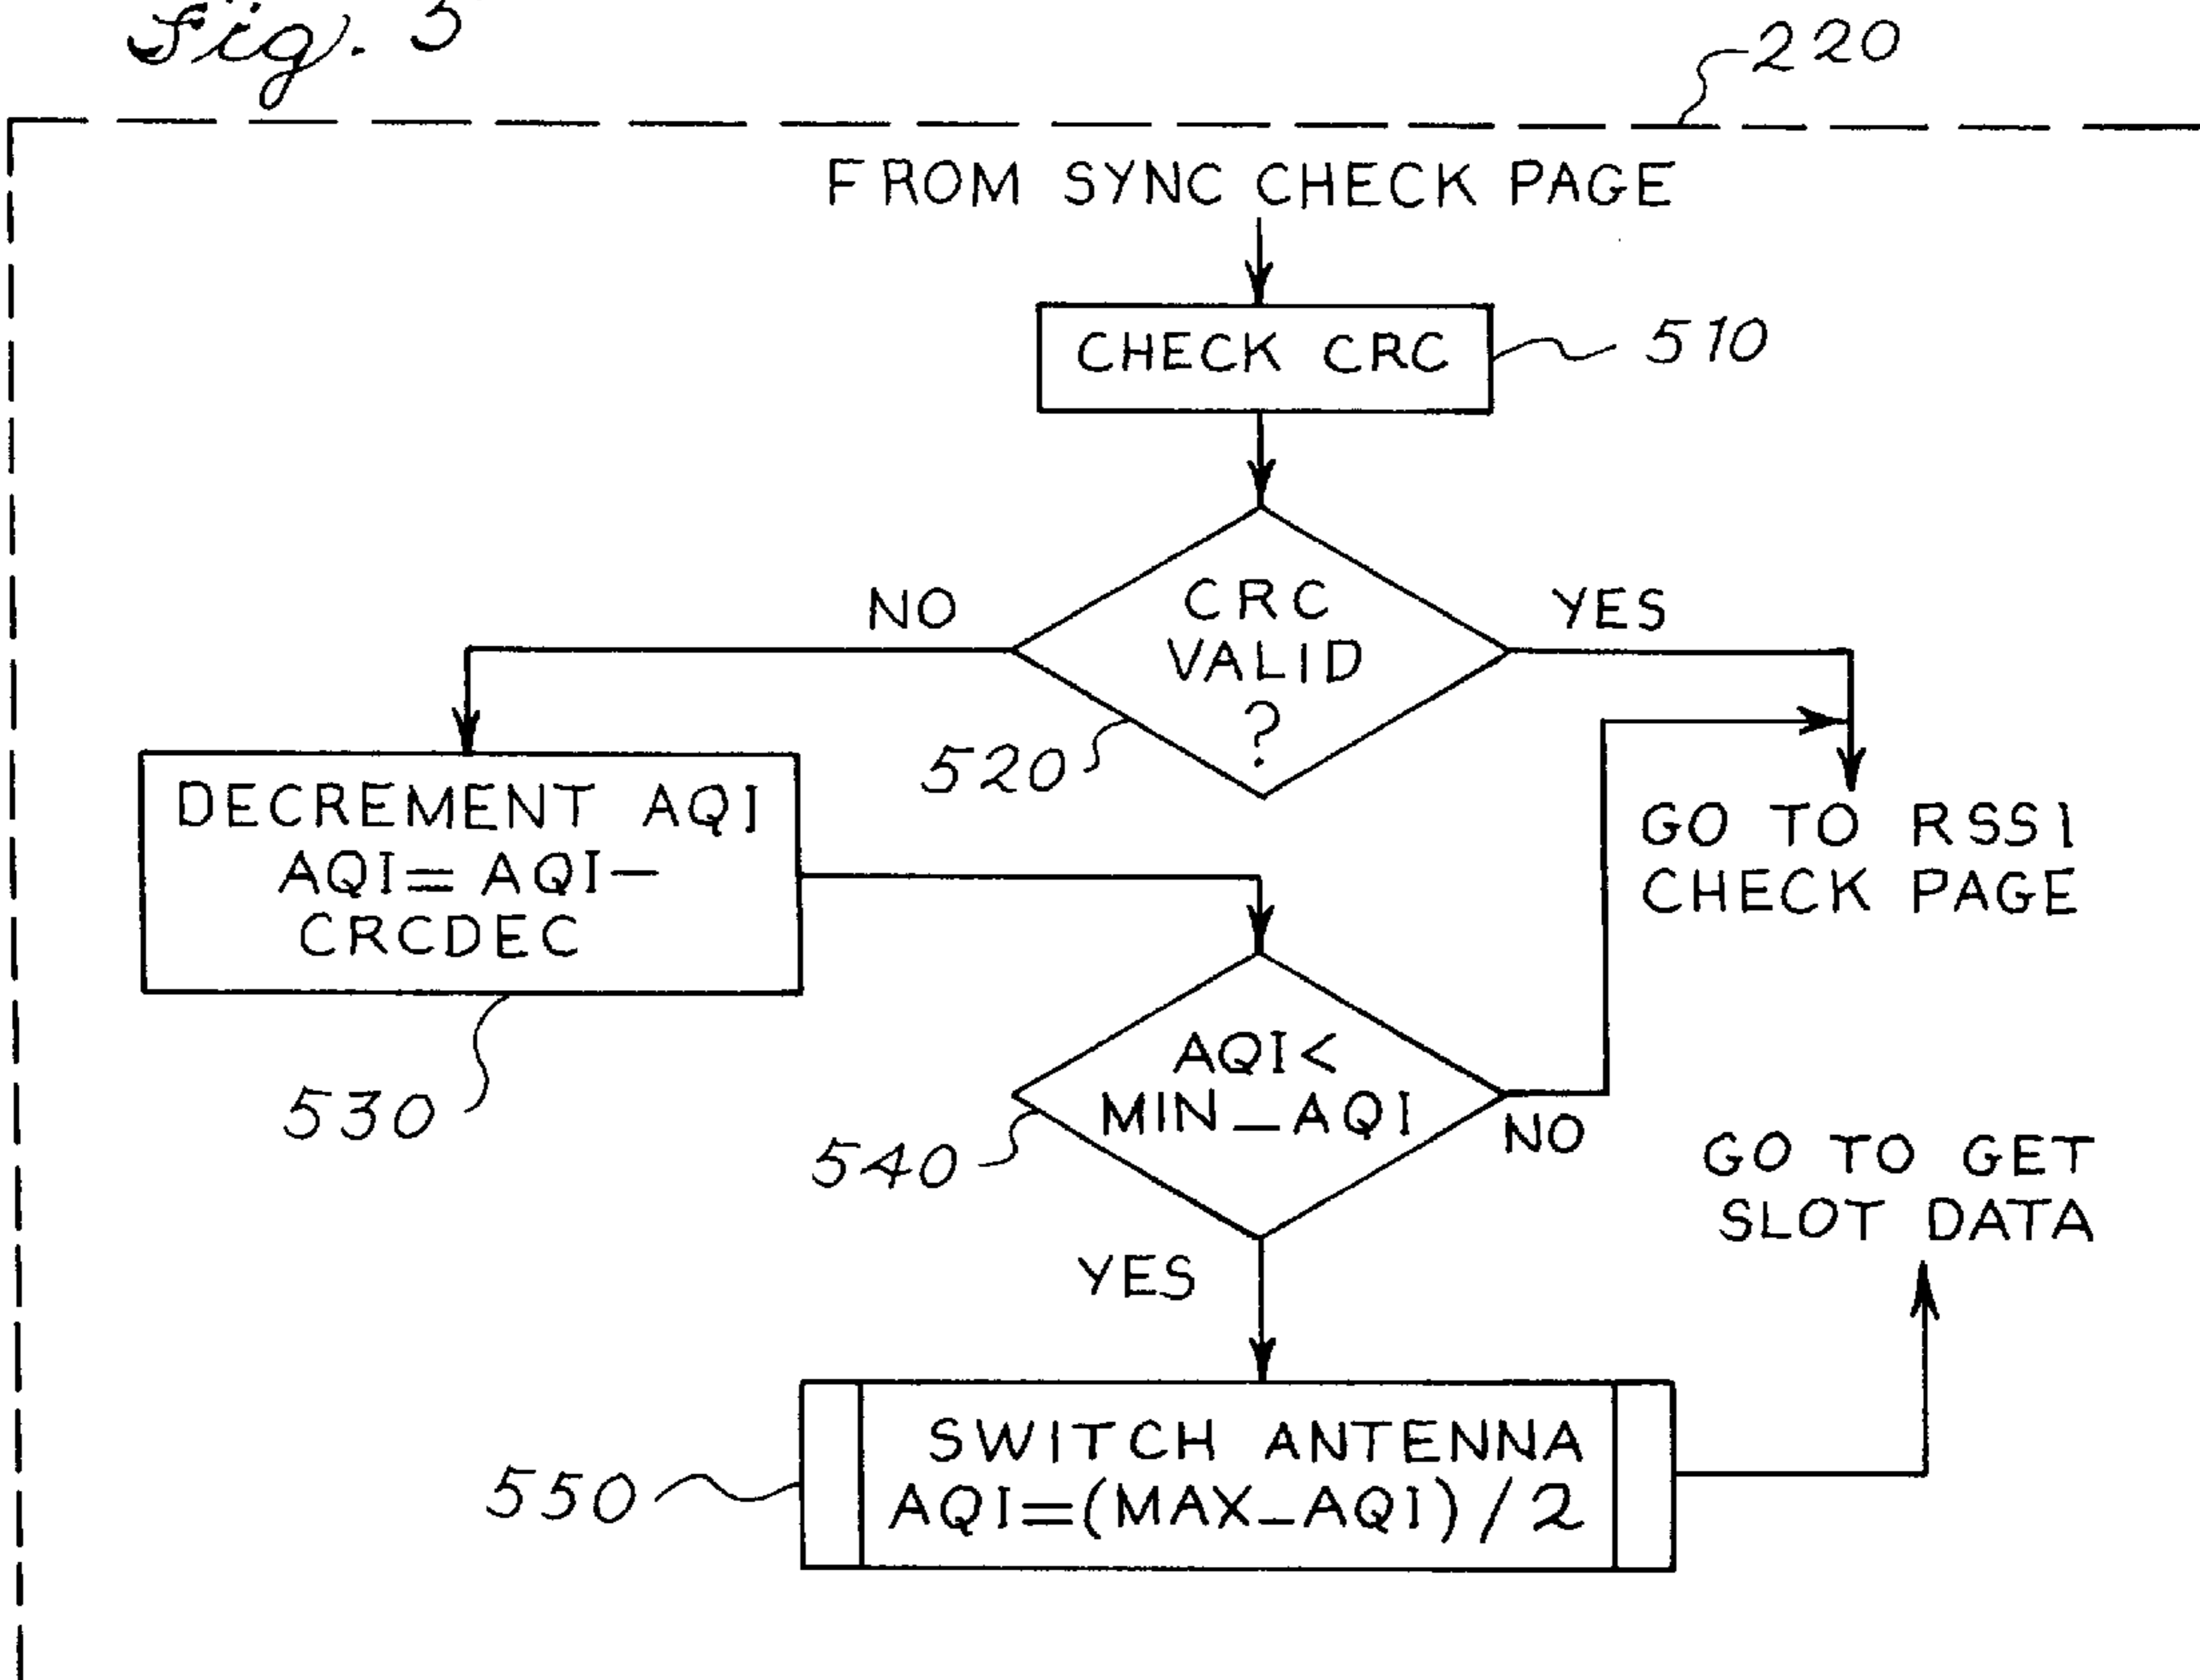 Fig. 5
220
FROM SYNC CHECK PAGE
CHECK CRC
510
NO
CRC
VALID
?
YES
520
DECREMENT AQI
AQI=AQI-
CRCDEC
530
GO TO RSSI
CHECK PAGE
AQI<
MIN_AQI
540
NO
YES
GO TO GET
SLOT DATA
SWITCH ANTENNA
AQI=(MAX_AQI)/2
550